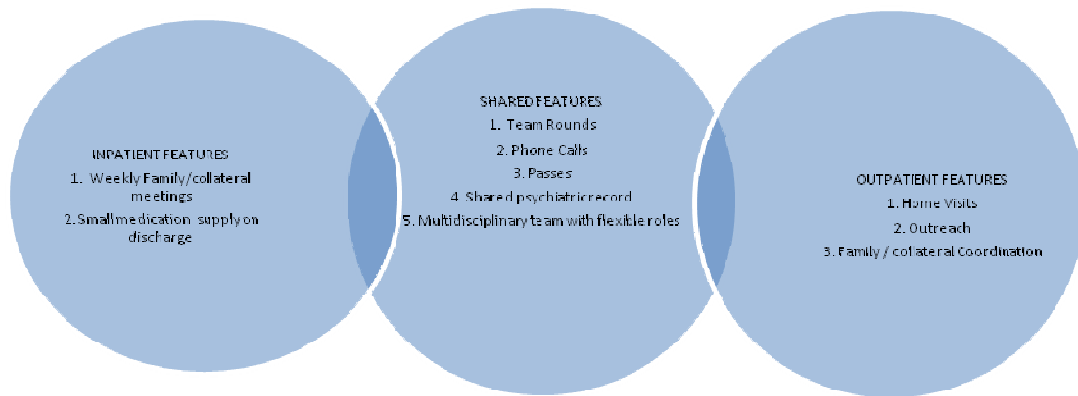 INPATIENT FEATURES
1. Weekly Family/collateral
meetings
2. Small medication supply on
discharge
SHARED FEATURES
1. Team Rounds
2. Phone Calls
3. Passes
4. Shared psychiatric record
5. Multidisciplinary team with flexible roles
OUTPATIENT FEATURES
1. Home Visits
2. Outreach
3. Family / collateral Coordination